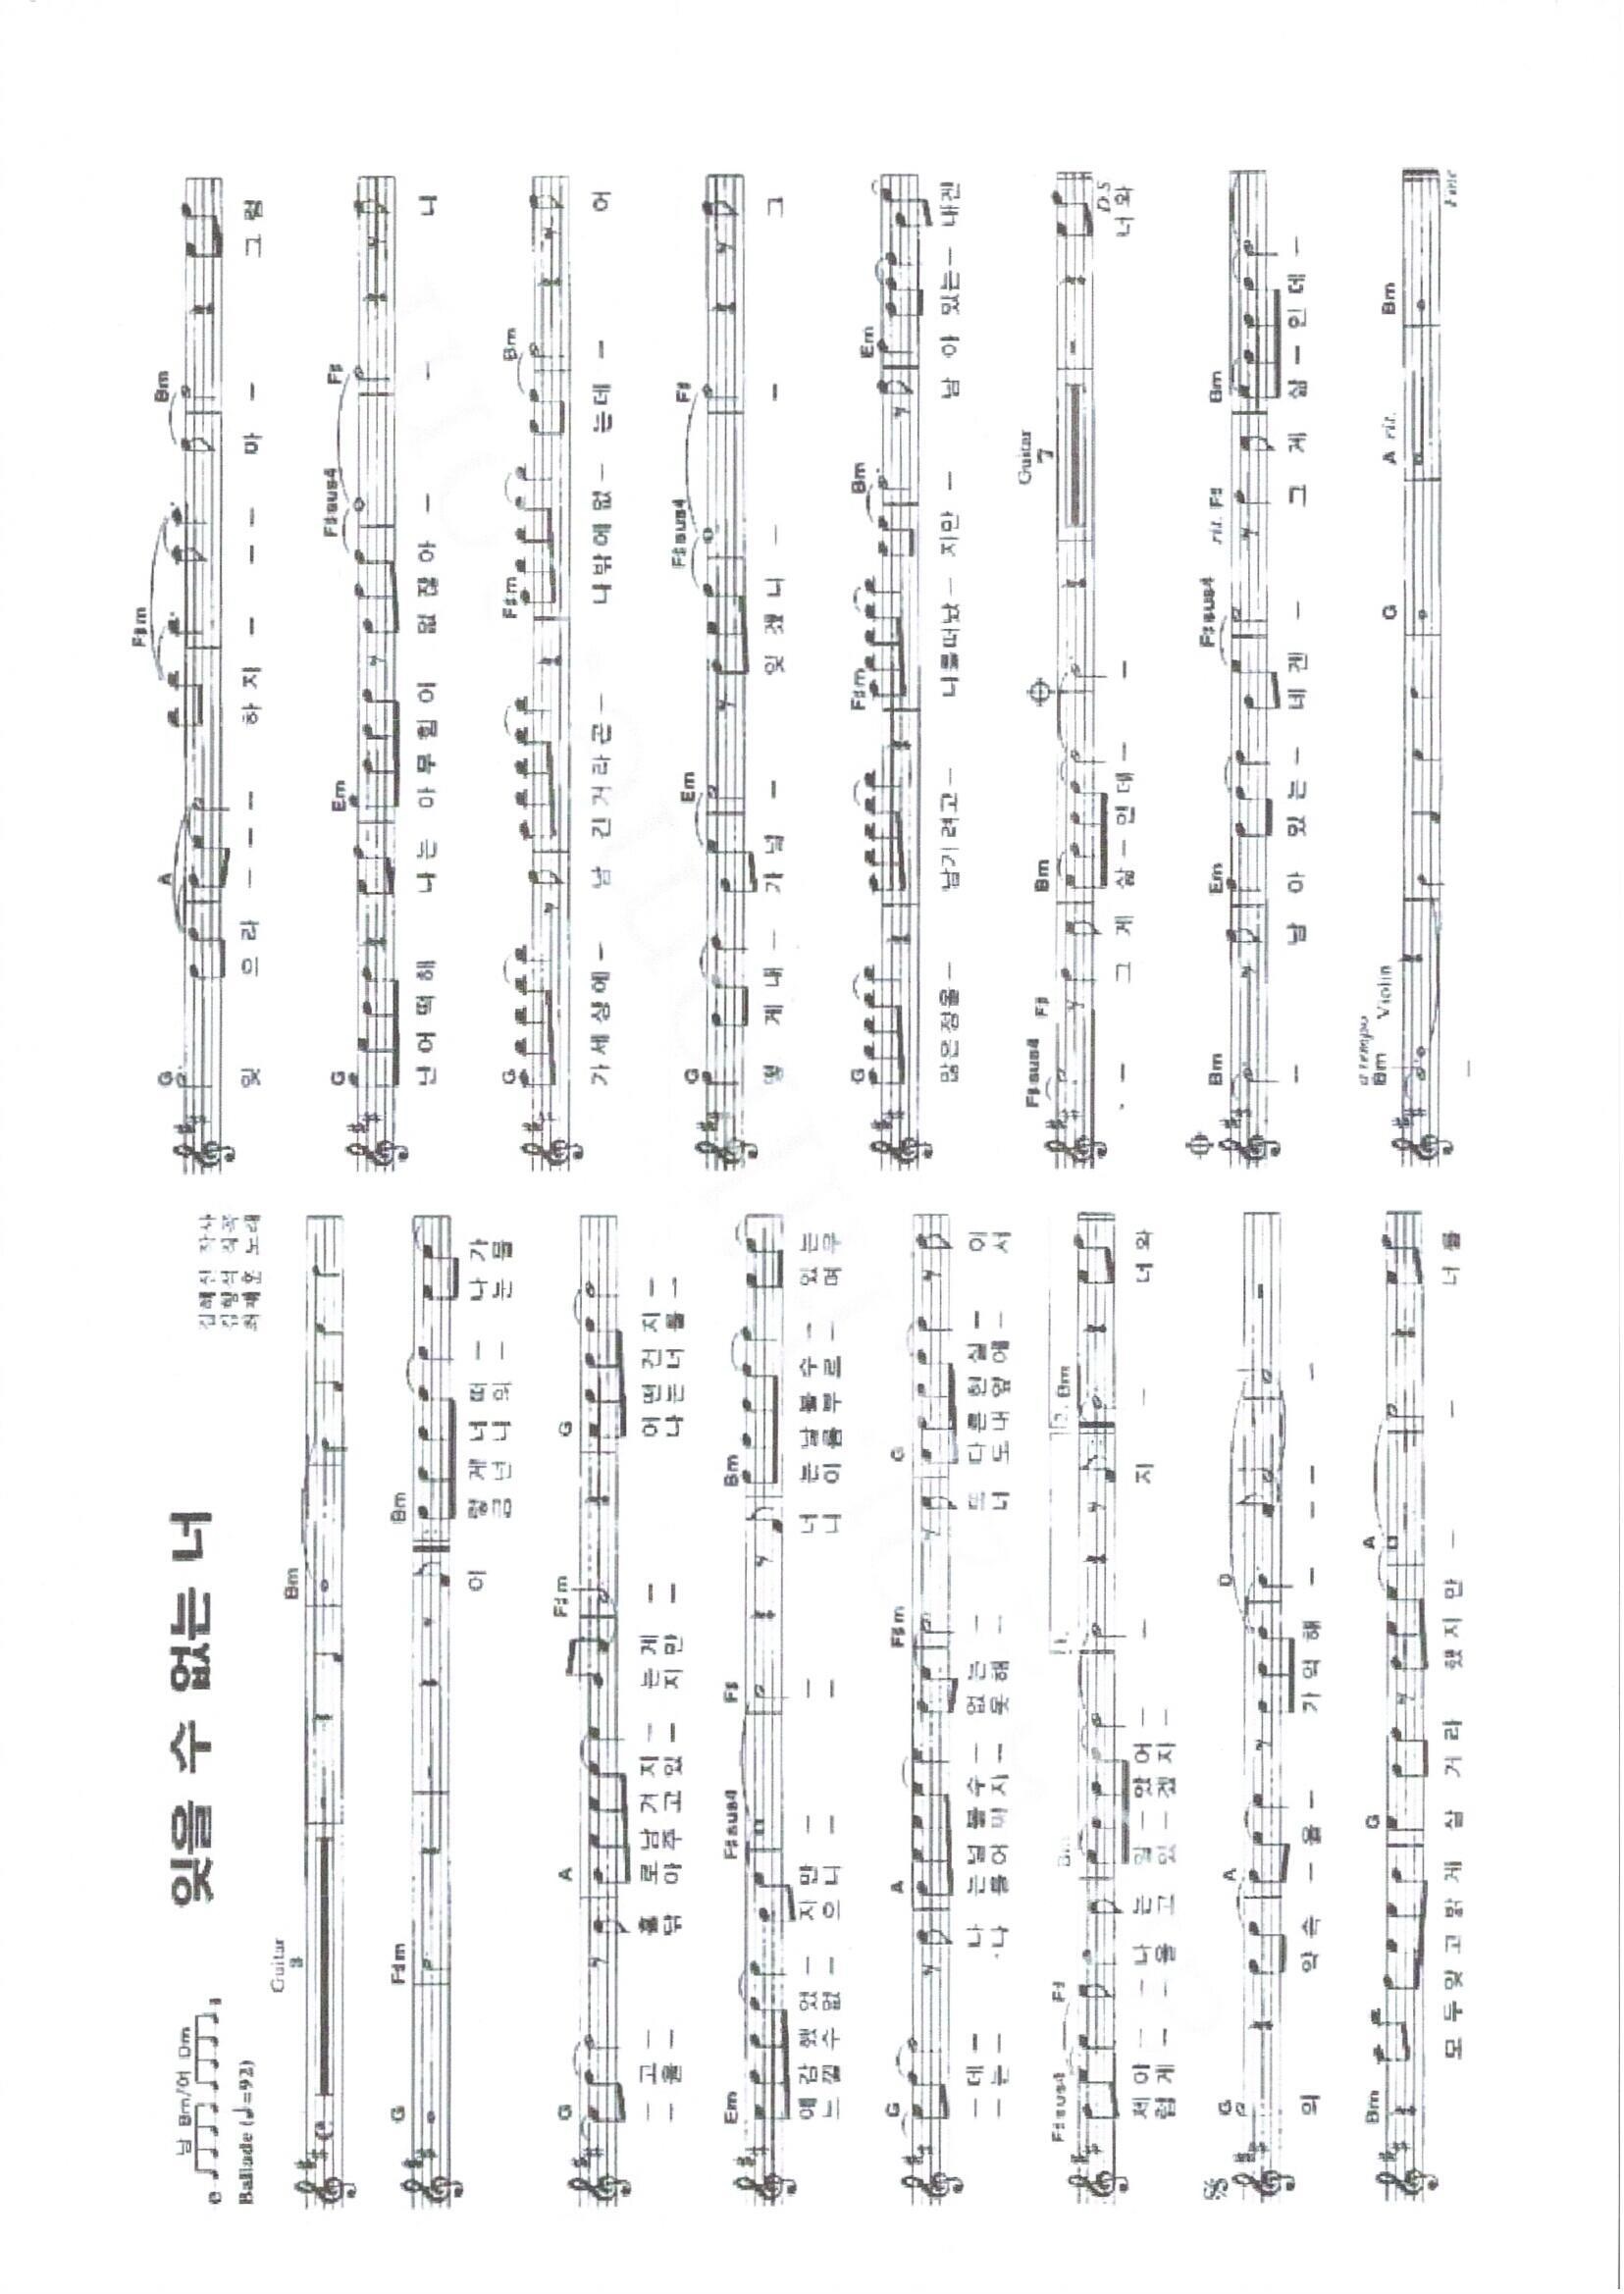 남 Bm/여 Dm
잊을 수 없는 너
Ballade (♩=92)
김형석 작곡
최재훈 노래
Guitar
3
Bm
G F#m Bm
이 렇 게 너 떠 - 나 가
금 넌 니 의 - 눈 물
G A F#m G
- 고 - 홀 로 남 겨 지 - 는 게 - 어 떤 건 지 -
- 을 - 닦 아 주 고 있 - 지 만 - 나 는 너 를 -
Em F#sus4 F# Bm
예 감 했 었 - 지 만 - - 너 는 날 볼 수 - 있 는
느 낄 수 없 - 으 니 - - 니 이 름 부 르 - 며 우
G A F#m G
- 데 - 나 는 널 볼 수 - 없 는 - 또 다 른 현 실 - 이
- 는 - 나 를 어 쩌 지 - 못 해 - 너 도 내 옆 에 - 서
F#sus4 F# Bm 1. 2. Bm
제 아 - - 나 는 알 - 았 어 - - 지 - 너 와
럽 게 - - 울 고 있 - 겠 지 -
G A D
의 약 속 - 을 - 기 억 해 - - - -
Bm G A
모 두 잊 고 밝 게 살 거 라 했 지 만 - - 너 를
G A F#m Bm
잊 으 라 - - - 하 지 - - - 마 - 그 럼
G Em F#sus4 F#
난 어 떡 해 나 는 아 무 힘 이 없 잖 아 - - 니
G F#m Bm
가 세 상 에 - 남 긴 거 라 곤 - 나 밖 에 없 - 는 데 - 어
G Em F#sus4 F#
떻 게 내 - 가 널 - 잊 겠 니 - - 그
G F#m Bm Em
많은정을- 남기려고- 나를떠났- 지만- 남 아 있는- 내겐
F#sus4 F# Bm Guitar
7
- 그 게 삶 - 인 데 - -
D.S
너 와
Bm Em F#sus4 rit. F# Bm
- 남 아 있 는 - 네 겐 - 그 게 삶 - 인 데 -
a tempo
Bm Violin G A rit. Bm
Fine
-